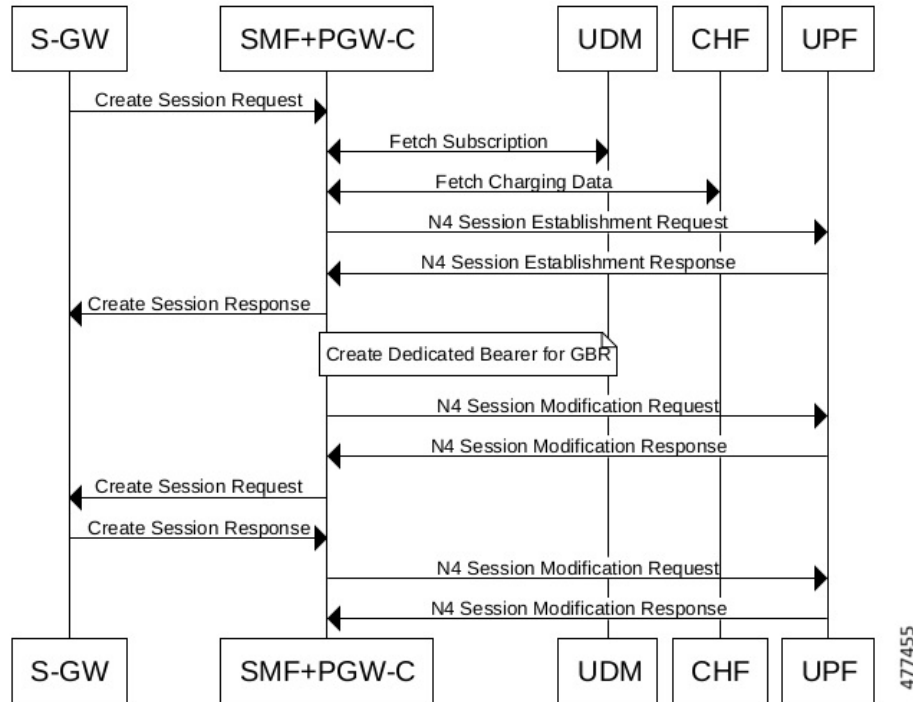 S-GW
SMF+PGW-C
UDM
CHF
UPF
Create Session Request
Fetch Subscription
Fetch Charging Data
N4 Session Establishment Request
N4 Session Establishment Response
Create Session Response
Create Dedicated Bearer for GBR
N4 Session Modification Request
N4 Session Modification Response
Create Session Request
Create Session Response
N4 Session Modification Request
N4 Session Modification Response
S-GW
SMF+PGW-C
UDM
CHF
UPF
477455